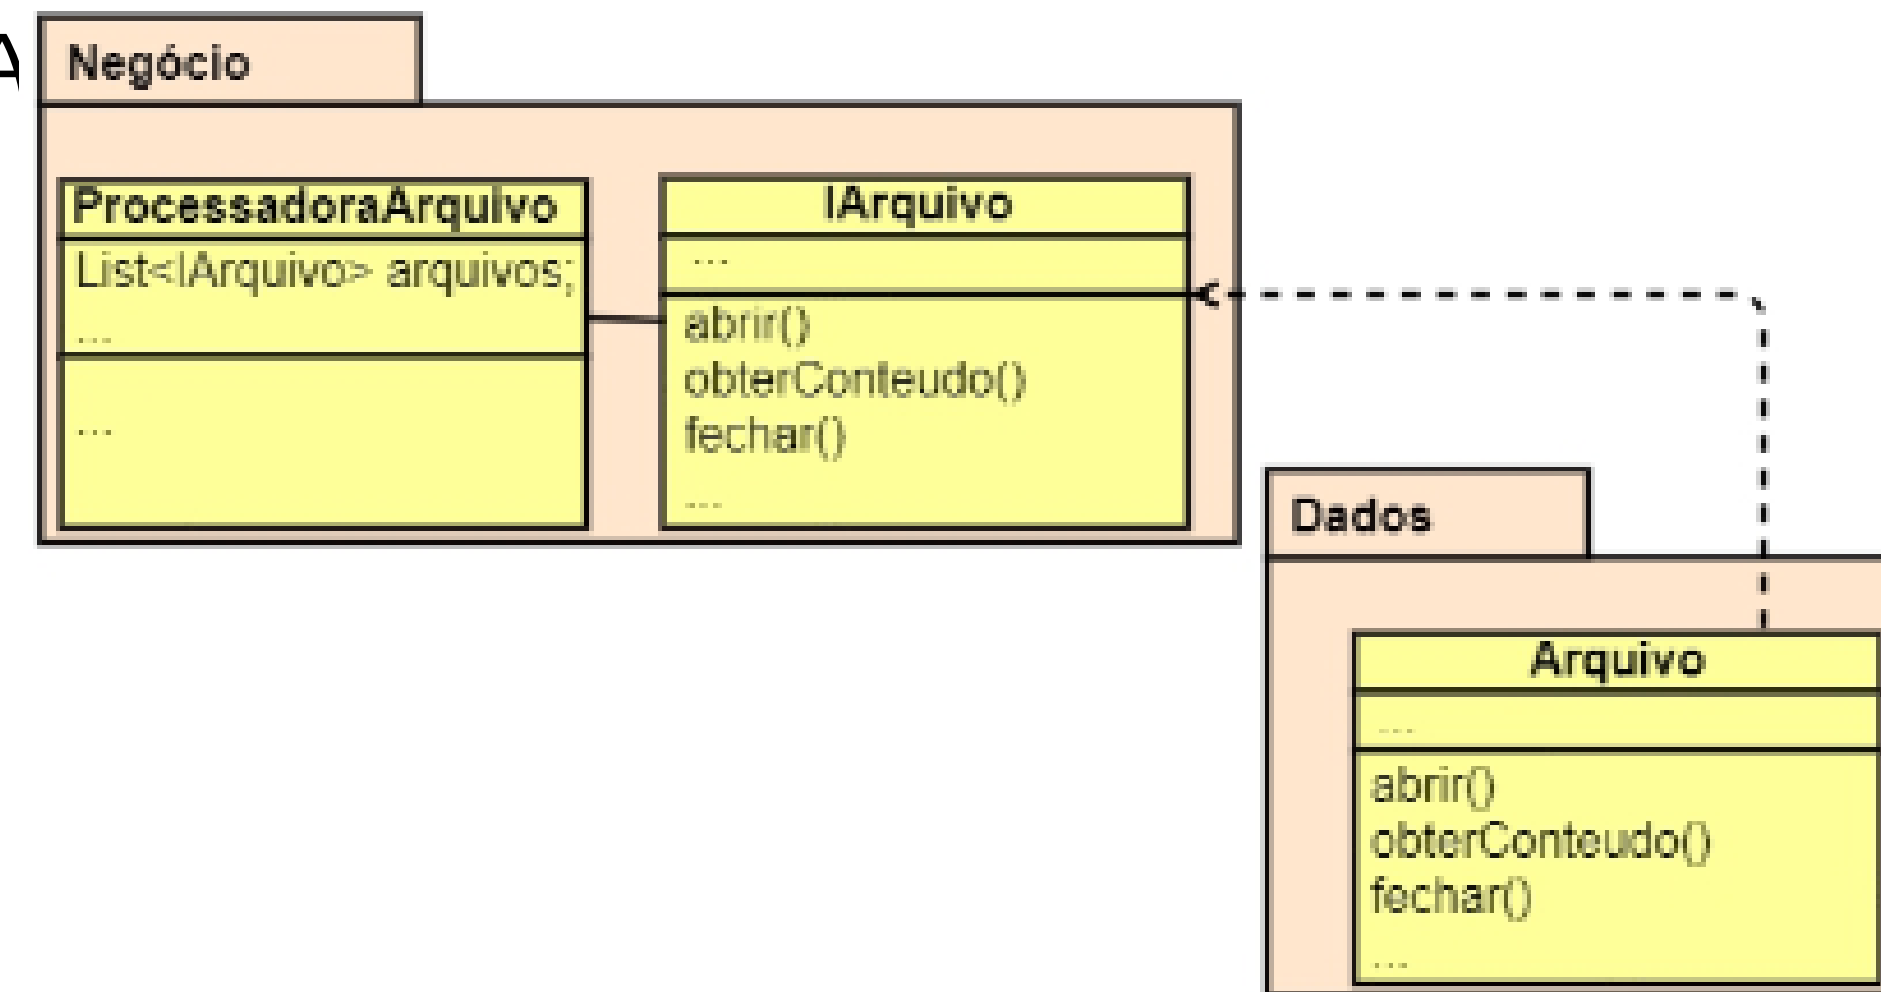 A
Negócio
ProcessadoraArquivo
List<IArquivo> arquivos;
...
...
IArquivo
...
abrir()
obterConteudo()
fechar()
...
Dados
Arquivo
...
abrir()
obterConteudo()
fechar()
...